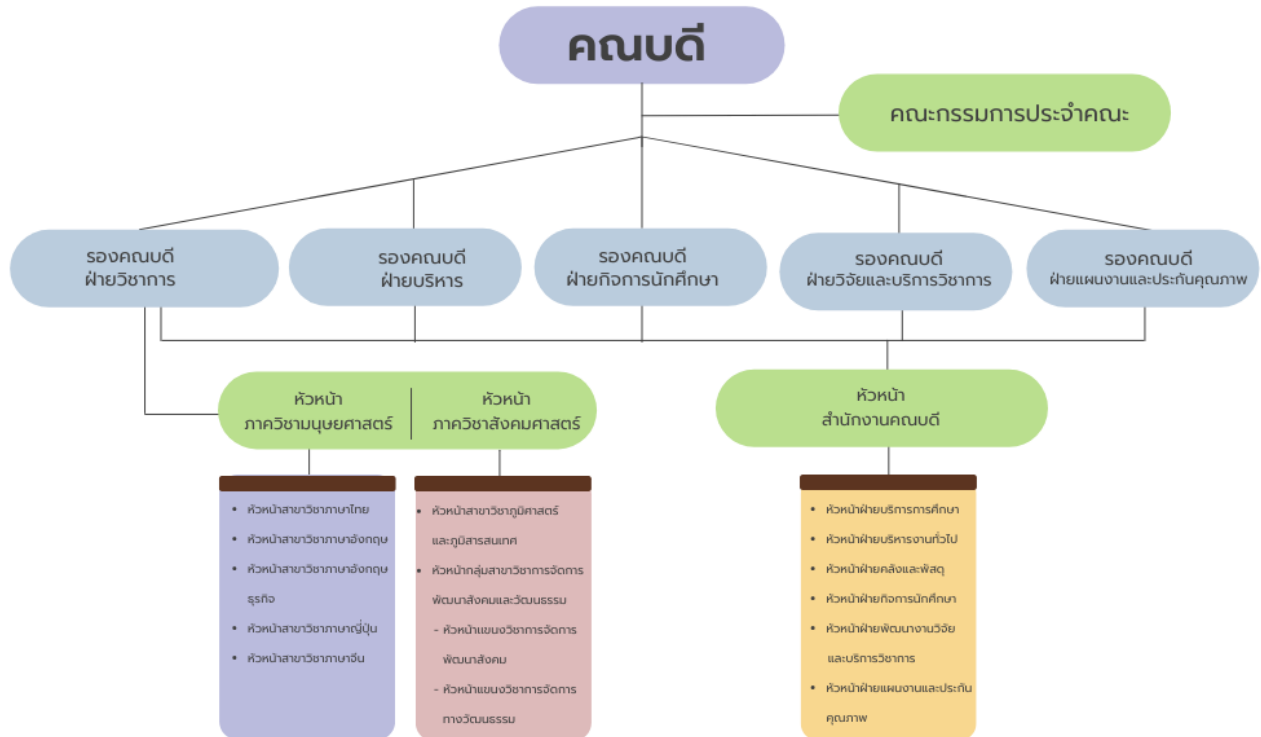 คณบดี
คณะกรรมการประจำคณะ
รองคณบดี
ฝ่ายวิชาการ
รองคณบดี
ฝ่ายบริหาร
รองคณบดี
ฝ่ายกิจการนักศึกษา
รองคณบดี
ฝ่ายวิจัยและบริการวิชาการ
รองคณบดี
ฝ่ายแผนงานและประกันคุณภาพ
หัวหน้า
ภาควิชามนุษยศาสตร์
หัวหน้า
ภาควิชาสังคมศาสตร์
หัวหน้า
สำนักงานคณบดี
• หัวหน้าสาขาวิชาภาษาไทย
• หัวหน้าสาขาวิชาภาษาอังกฤษ
• หัวหน้าสาขาวิชาภาษาอังกฤษ
ธุรกิจ
• หัวหน้าสาขาวิชาภาษาญี่ปุ่น
• หัวหน้าสาขาวิชาภาษาจีน
• หัวหน้าสาขาวิชาภูมิศาสตร์
และภูมิสารสนเทศ
• หัวหน้ากลุ่มสาขาวิชาการจัดการ
พัฒนาสังคมและวัฒนธรรม
- หัวหน้าแขนงวิชาการจัดการ
พัฒนาสังคม
- หัวหน้าแขนงวิชาการจัดการ
ทางวัฒนธรรม
• หัวหน้าฝ่ายบริการการศึกษา
• หัวหน้าฝ่ายบริหารงานทั่วไป
• หัวหน้าฝ่ายคลังและพัสดุ
• หัวหน้าฝ่ายกิจการนักศึกษา
• หัวหน้าฝ่ายพัฒนางานวิจัย
และบริการวิชาการ
• หัวหน้าฝ่ายแผนงานและประกัน
คุณภาพ